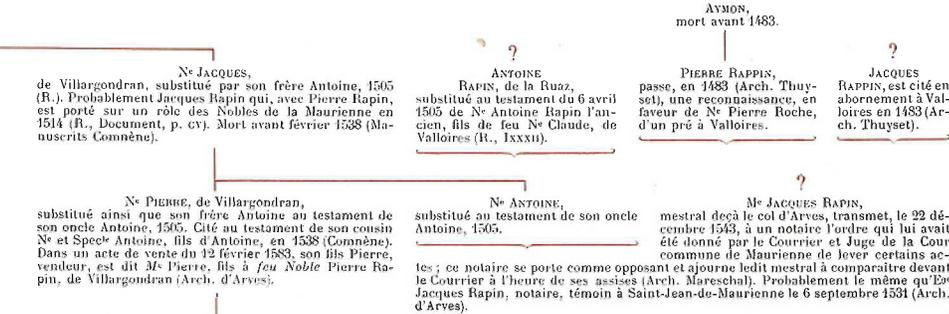 AYMON,
mort avant 1483.
Ne JACQUES,
de Villargondran, substitué par son frère Antoine, 1505
(R.). Probablement Jacques Rapin qui, avec Pierre Rapin,
est porté sur un rôle des Nobles de la Maurienne en
1514 (R., Document, p. CV). Mort avant février 1538 (Ma-
nuscrits Comnène).
?
ANTOINE
RAPIN, de la Ruaz,
substitué au testament du 6 avril
1505 de Ne Antoine Rapin l'an-
cien, fils de feu Ne Claude, de
Valloires (R., LXXXII).
PIERRE RAPPIN,
passe, en 1483 (Arch. Thuy-
set), une reconnaissance, en
faveur de Ne Pierre Roche,
d'un pré à Valloires.
?
JACQUES
RAPPIN, est cité en
abornement à Val-
loires en 1483 (Ar-
ch. Thuyset).
Ne PIERRE, de Villargondran,
substitué ainsi que son frère Antoine au testament de
son oncle Antoine, 1505. Cité au testament de son cousin
Ne et Specle Antoine, fils d'Antoine, en 1538 (Comnène).
Dans un acte de vente du 12 février 1583, son fils Pierre,
vendeur, est dit Me Pierre, fils à feu Noble Pierre Ra-
pin, de Villargondran (Arch. d'Arves).
Ne ANTOINE,
substitué au testament de son oncle
Antoine, 1505.
?
Me JACQUES RAPIN,
mestral deçà le col d'Arves, transmet, le 22 dé-
cembre 1543, à un notaire l'ordre qui lui avait
été donné par le Courrier et Juge de la Cour
commune de Maurienne de lever certains ac-
tes ; ce notaire se porte comme opposant et ajourne ledit mestral à comparaître devant
le Courrier à l'heure de ses assises (Arch. Mareschal). Probablement le même qu'
Jacques Rapin, notaire, témoin à Saint-Jean-de-Maurienne le 6 septembre 1531 (Arch.
d'Arves).